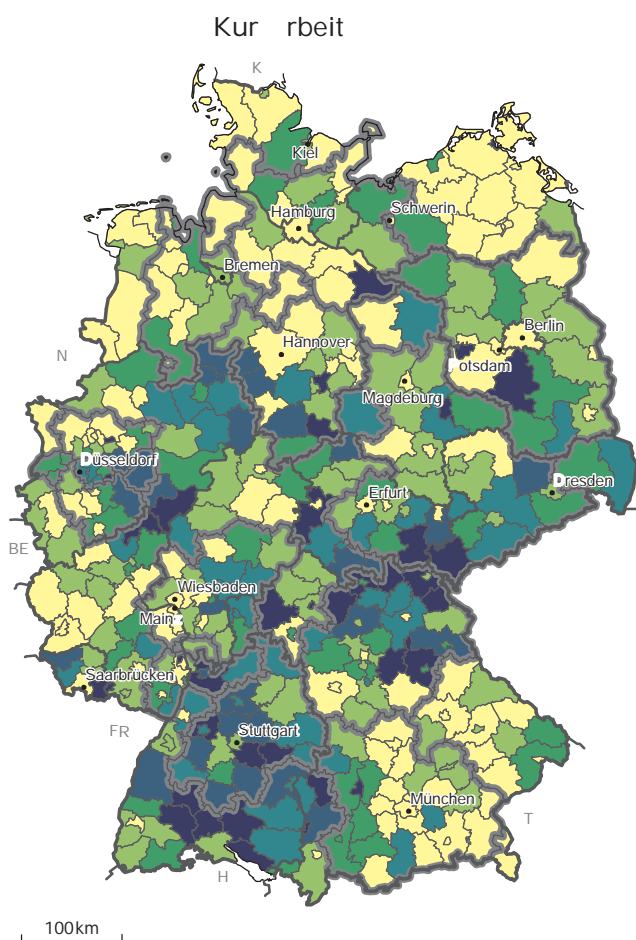 Kur rbeit
K
Kiel
Hamburg
Schwerin
Bremen
Berlin
N
Hannover
otsdam
Magdeburg
Düsseldorf
Erfurt
Dresden
BE
Wiesbaden
Main
Saarbrücken
FR
Stuttgart
München
T
H
100km